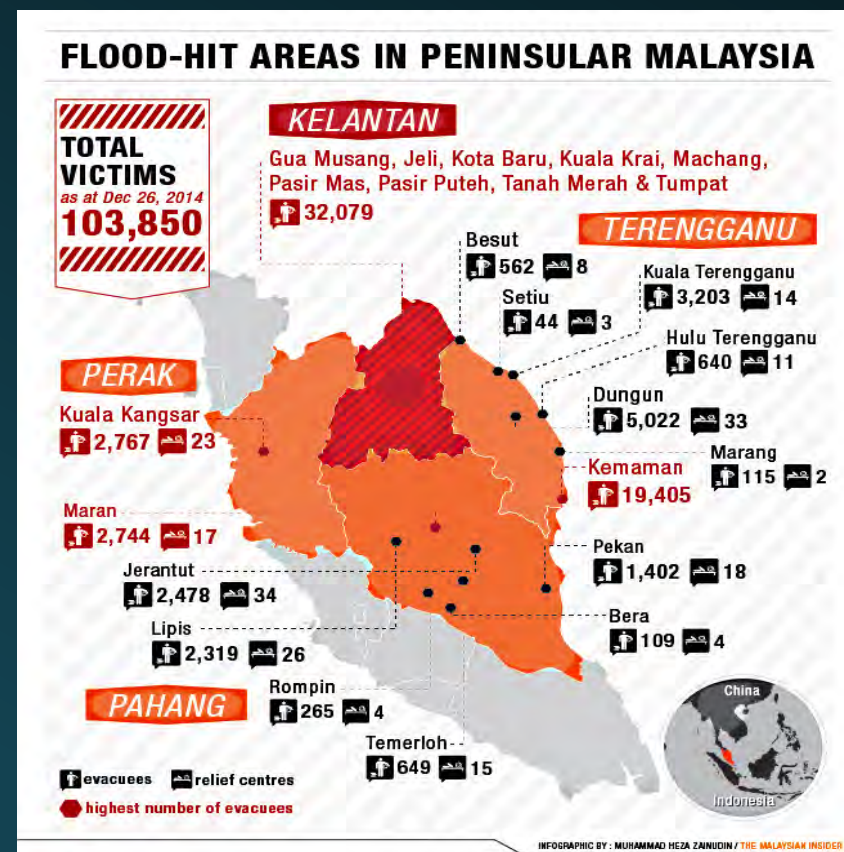 FLOOD-HIT AREAS IN PENINSULAR MALAYSIA
TOTAL
VICTIMS
as at Dec 26, 2014
103,850
KELANTAN
Gua Musang, Jeli, Kota Baru, Kuala Krai, Machang,
Pasir Mas, Pasir Puteh, Tanah Merah & Tumpat
32,079
TERENGGANU
Besut
562 8
Setiu
44 3
Kuala Terengganu
3,203 14
Hulu Terengganu
640 11
Dungun
5,022 33
Marang
115 2
Kemaman
19,405
PERAK
Kuala Kangsar
2,767 23
Maran
2,744 17
Jerantut
2,478 34
Lipis
2,319 26
PAHANG
Rompin
265 4
Temerloh
649 15
Pekan
1,402 18
Bera
109 4
China
Indonesia
evacuees relief centres
highest number of evacuees
INFOGRAPHIC BY : MUHAMMAD HEZA ZAINUDIN / THE MALAYSIAN INSIDER